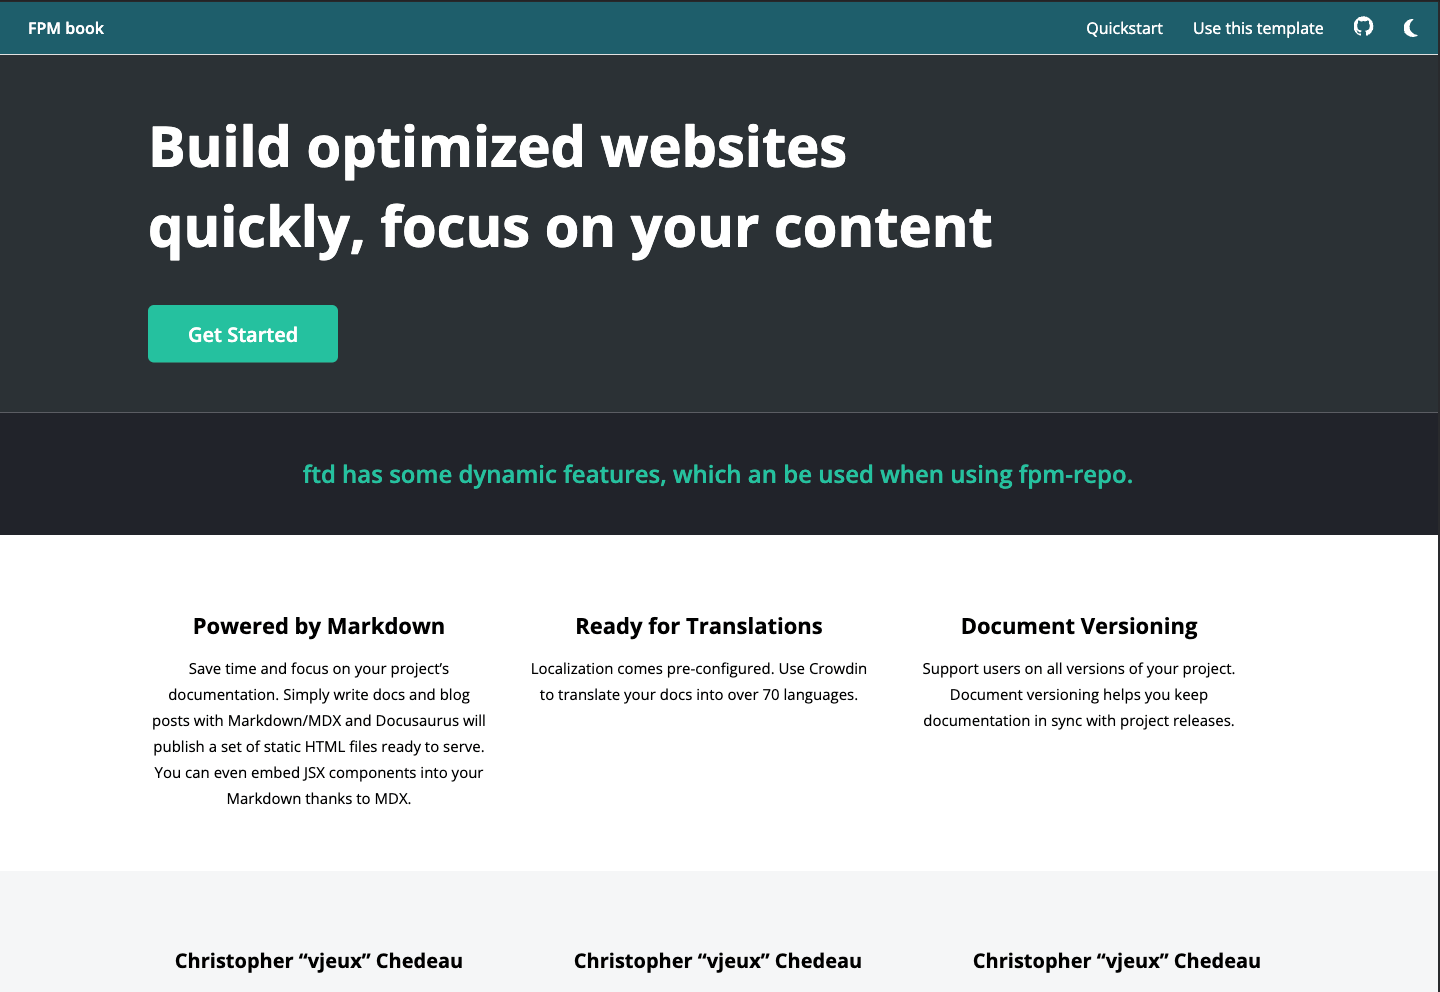 FPM book
Quickstart
Use this template
Build optimized websites
quickly, focus on your content
Get Started
ftd has some dynamic features, which an be used when using fpm-repo.
Powered by Markdown
Save time and focus on your project’s
documentation. Simply write docs and blog
posts with Markdown/MDX and Docusaurus will
publish a set of static HTML files ready to serve.
You can even embed JSX components into your
Markdown thanks to MDX.
Ready for Translations
Localization comes pre-configured. Use Crowdin
to translate your docs into over 70 languages.
Document Versioning
Support users on all versions of your project.
Document versioning helps you keep
documentation in sync with project releases.
Christopher “vjeux” Chedeau
Christopher “vjeux” Chedeau
Christopher “vjeux” Chedeau